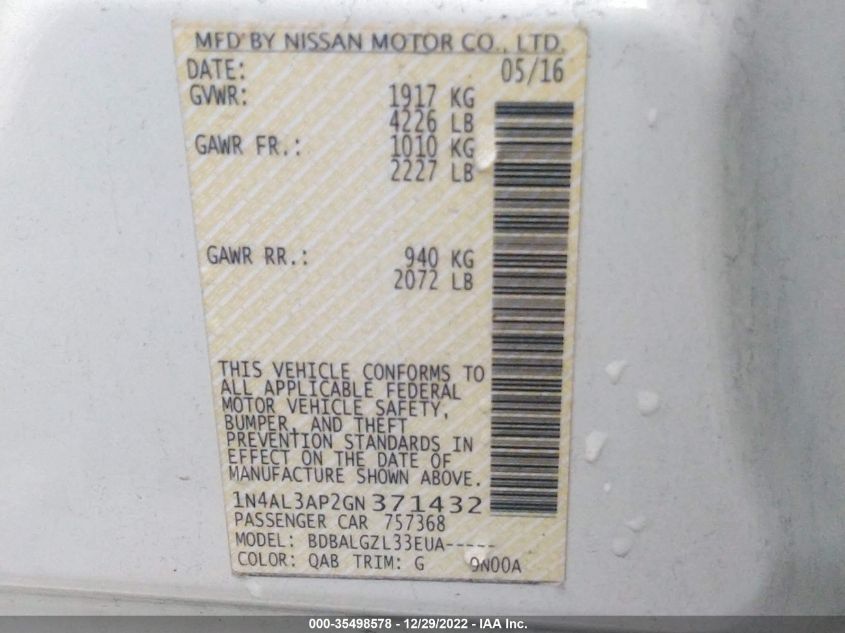 MFD BY NISSAN MOTOR CO., LTD.
DATE: 05/16
GVWR: 1917 KG
4226 LB
GAWR FR.: 1010 KG
2227 LB
GAWR RR.: 940 KG
2072 LB
THIS VEHICLE CONFORMS TO
ALL APPLICABLE FEDERAL
MOTOR VEHICLE SAFETY,
BUMPER, AND THEFT
PREVENTION STANDARDS IN
EFFECT ON THE DATE OF
MANUFACTURE SHOWN ABOVE.
1N4AL3AP2GN371432
PASSENGER CAR 757368
MODEL: BDBALGZL33EUA-----
COLOR: QAB TRIM: G 9N00A
000-35498578 - 12/29/2022 - IAA Inc.